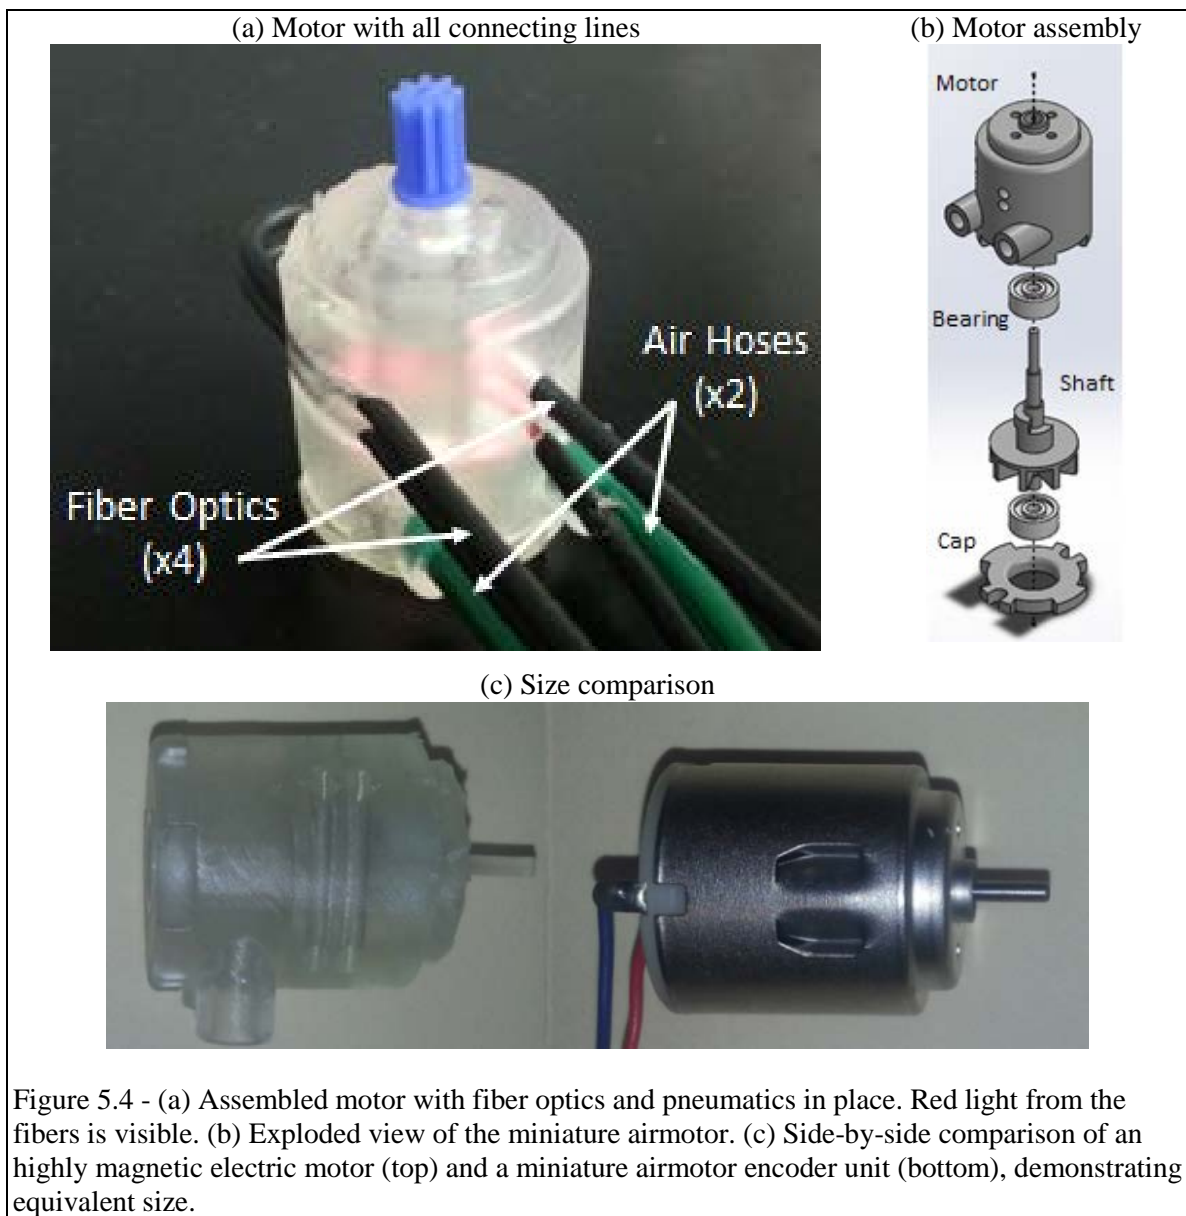 (a) Motor with all connecting lines
(b) Motor assembly
Air Hoses
(x2)
Fiber Optics
(x4)
Motor
Bearing
Shaft
Cap
(c) Size comparison
Figure 5.4 - (a) Assembled motor with fiber optics and pneumatics in place. Red light from the
fibers is visible. (b) Exploded view of the miniature airmotor. (c) Side-by-side comparison of an
highly magnetic electric motor (top) and a miniature airmotor encoder unit (bottom), demonstrating
equivalent size.